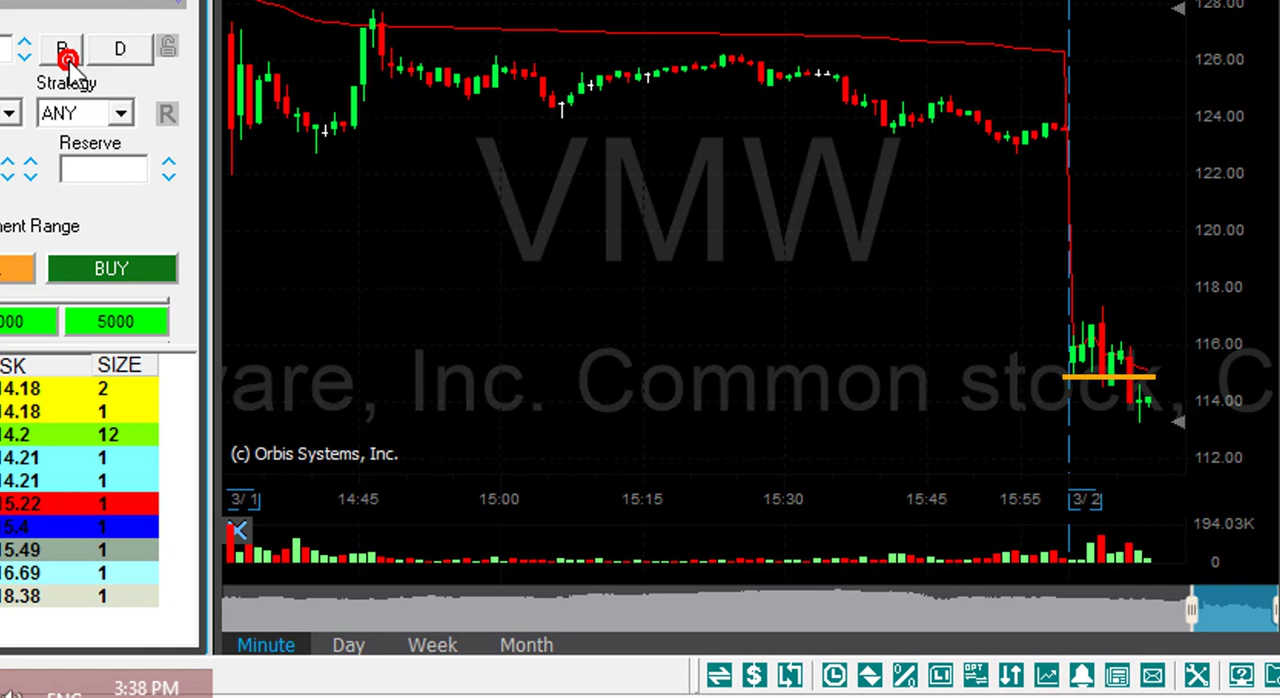 128.00
B D
126.00
Strategy
ANY R
124.00
Reserve
VMW
122.00
ment Range
120.00
BUY
118.00
000 5000
116.00
SK SIZE
14.18 2
ware, Inc. Common stock, C
114.00
14.18 1
14.2 12
(c) Orbis Systems, Inc.
112.00
14.21 1
14.21 1
3/ 1 14:45 15:00 15:15 15:30 15:45 15:55 3/ 2
15.22 1
15.4 1
194.03K
15.49 1
0
16.69 1
18.38 1
Minute Day Week Month
3:38 PM
ENG